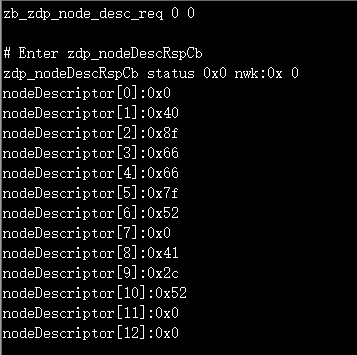 zb_zdp_node_desc_req 0 0
# Enter zdp_nodeDescRspCb
zdp_nodeDescRspCb status 0x0 nwk:0x 0
nodeDescriptor[0]:0x0
nodeDescriptor[1]:0x40
nodeDescriptor[2]:0x8f
nodeDescriptor[3]:0x66
nodeDescriptor[4]:0x66
nodeDescriptor[5]:0x7f
nodeDescriptor[6]:0x52
nodeDescriptor[7]:0x0
nodeDescriptor[8]:0x41
nodeDescriptor[9]:0x2c
nodeDescriptor[10]:0x52
nodeDescriptor[11]:0x0
nodeDescriptor[12]:0x0